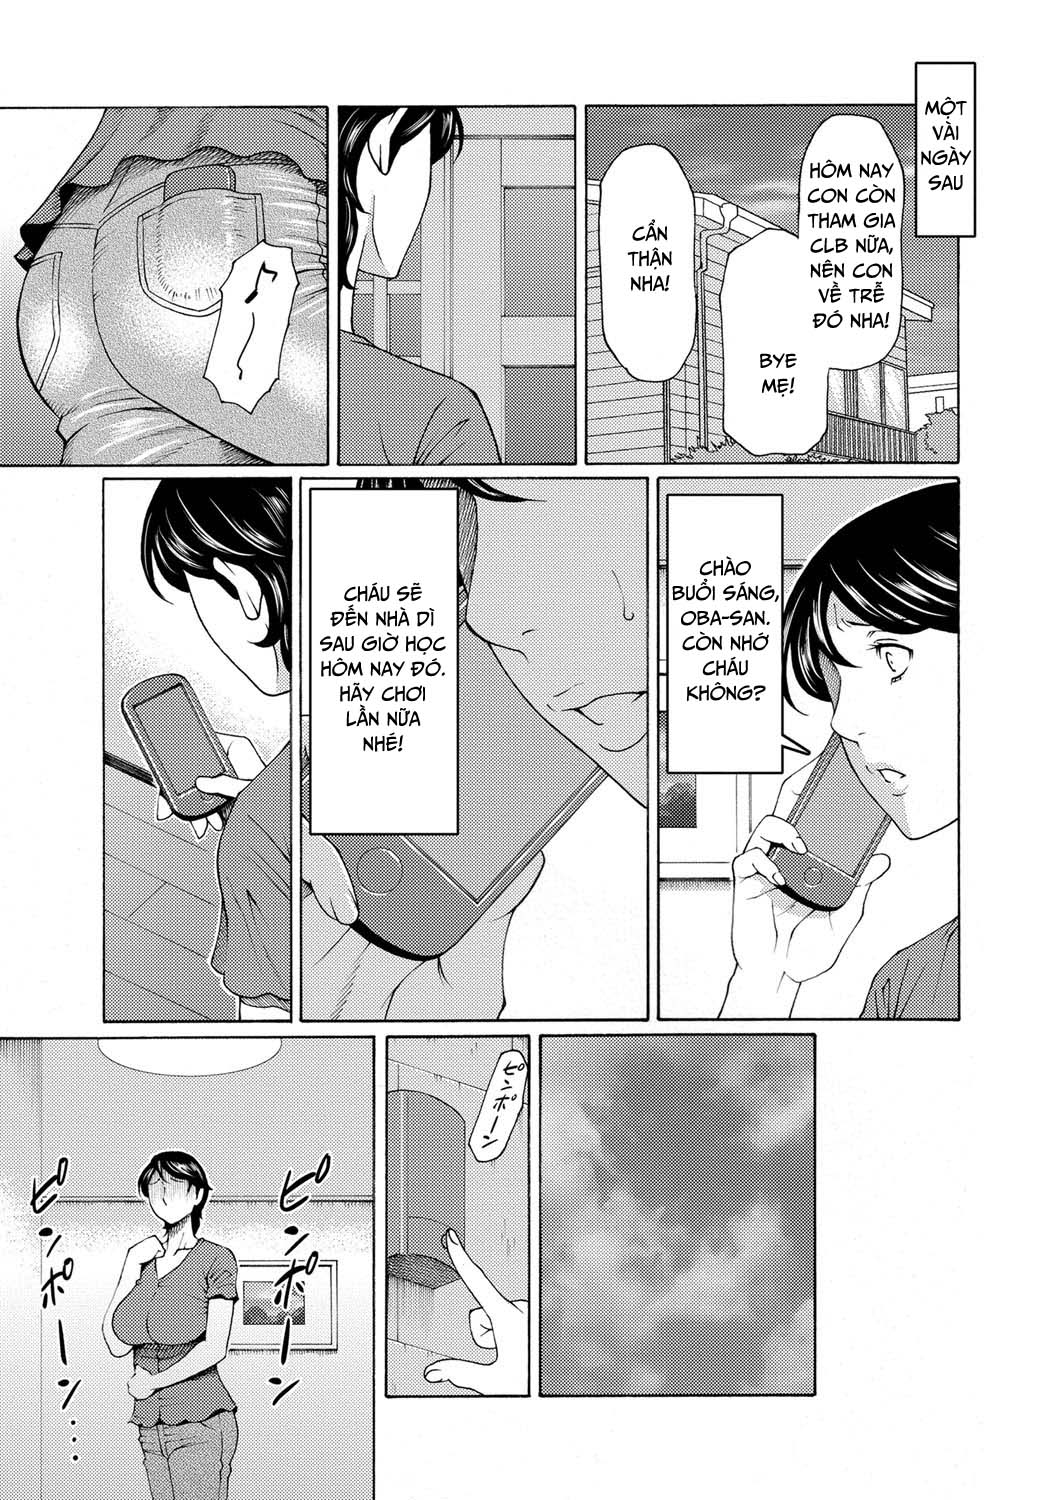 MỘT
VÀI
NGÀY
SAU
HÔM NAY
CON CÒN
THAM GIA
CLB NỮA,
NÊN CON
VỀ TRỄ
ĐÓ NHA!
BYE
MẸ!
CẨN
THẬN
NHA!
CHÀO
BUỔI SÁNG,
OBA-SAN.
CÒN NHỚ
CHÁU
KHÔNG?
CHÁU SẼ
ĐẾN NHÀ DÌ
SAU GIỜ HỌC
HÔM NAY ĐÓ.
HÃY CHƠI
LẦN NỮA
NHÉ!
ピンポーン
ピンポーン
ピンポーン...